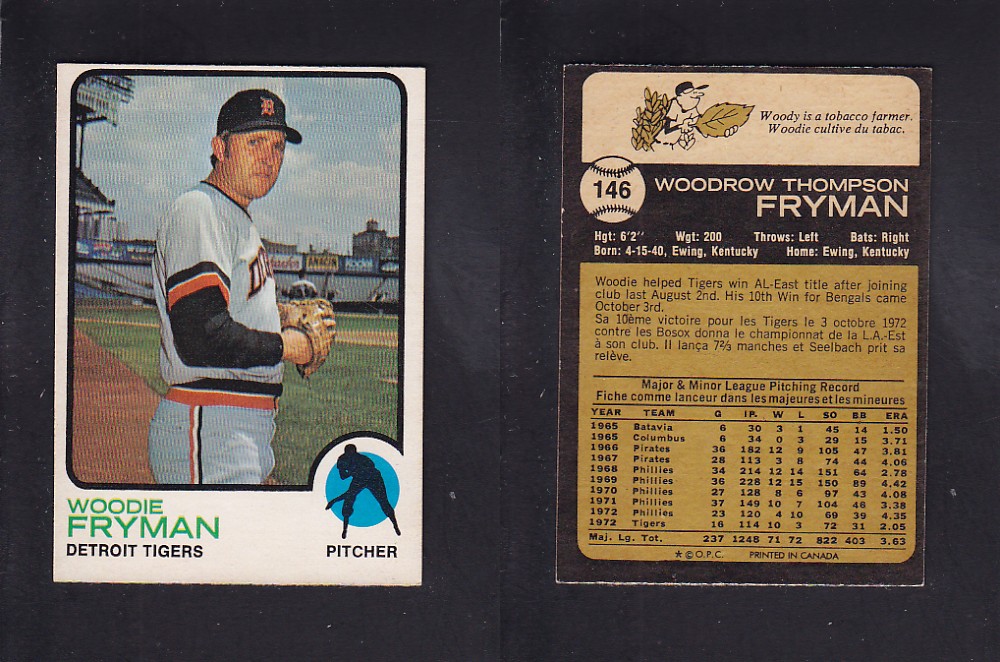 D
WOODIE
FRYMAN
DETROIT TIGERS
PITCHER
Woody is a tobacco farmer.
Woodie cultive du tabac.
146
WOODROW THOMPSON
FRYMAN
Hgt: 6'2" Wgt: 200 Throws: Left Bats: Right
Born: 4-15-40, Ewing, Kentucky Home: Ewing, Kentucky
Woodie helped Tigers win AL-East title after joining
club last August 2nd. His 10th Win for Bengals came
October 3rd.
Sa 10ème victoire pour les Tigers le 3 octobre 1972
contre les Bosox donna le championnat de la L.A.-Est
à son club. Il lança 7⅔ manches et Seelbach prit sa
relève.
Major & Minor League Pitching Record
Fiche comme lanceur dans les majeures et les mineures
YEAR TEAM G IP. W L SO BB ERA
1965 Batavia 6 30 3 1 45 14 1.50
1965 Columbus 6 34 0 3 29 15 3.71
1966 Pirates 36 182 12 9 105 47 3.81
1967 Pirates 28 113 3 8 74 44 4.06
1968 Phillies 34 214 12 14 151 64 2.78
1969 Phillies 36 228 12 15 150 89 4.42
1970 Phillies 27 128 8 6 97 43 4.08
1971 Phillies 37 149 10 7 104 46 3.38
1972 Phillies 23 120 4 10 69 39 4.35
1972 Tigers 16 114 10 3 72 31 2.05
Maj. Lg. Tot. 237 1248 71 72 822 403 3.63
★ © O.P.C. PRINTED IN CANADA